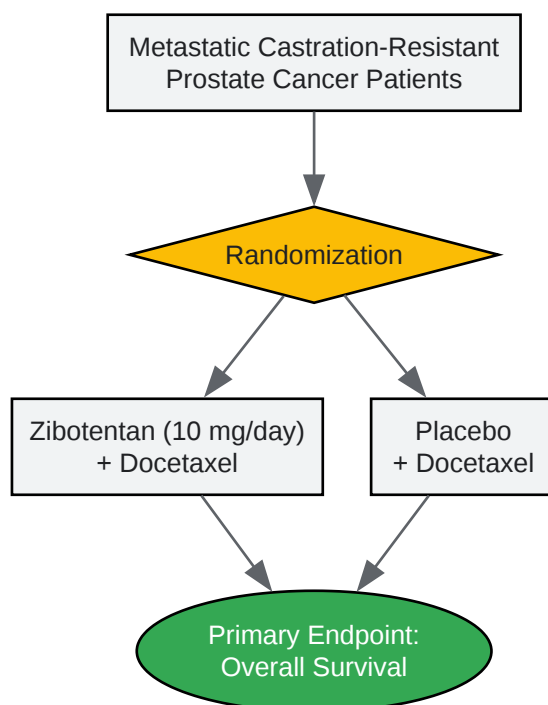 Metastatic Castration-Resistant
Prostate Cancer Patients
Randomization
Zibotentan (10 mg/day)
+ Docetaxel
Placebo
+ Docetaxel
Primary Endpoint:
Overall Survival